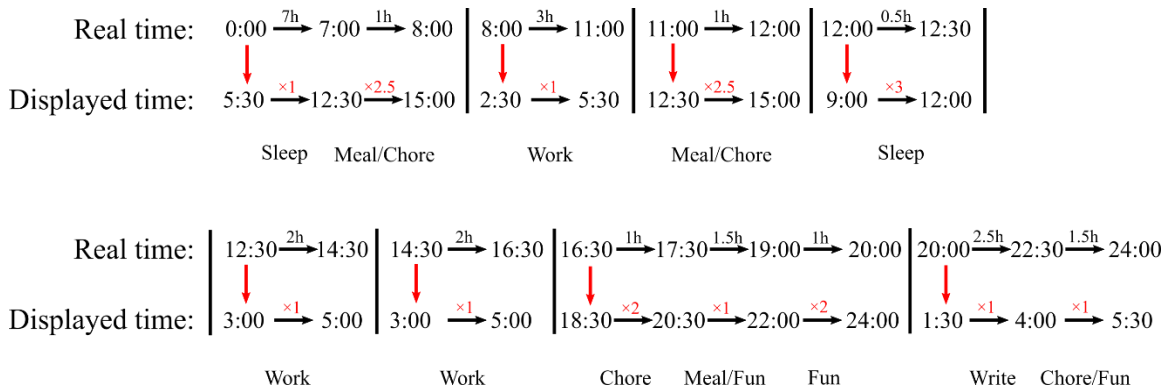 7h 1h 3h 1h 0.5h
Real time: 0:00 7:00 8:00 8:00 11:00 11:00 12:00 12:00 12:30
×1 ×2.5 ×1 ×2.5 ×3
Displayed time: 5:30 12:30 15:00 2:30 5:30 12:30 15:00 9:00 12:00
Sleep Meal/Chore Work Meal/Chore Sleep
2h 2h 1h 1.5h 1h 2.5h 1.5h
Real time: 12:30 14:30 14:30 16:30 16:30 17:30 19:00 20:00 20:00 22:30 24:00
×1 ×1 ×2 ×1 ×2 ×1 ×1
Displayed time: 3:00 5:00 3:00 5:00 18:30 20:30 22:00 24:00 1:30 4:00 5:30
Work Work Chore Meal/Fun Fun Write Chore/Fun